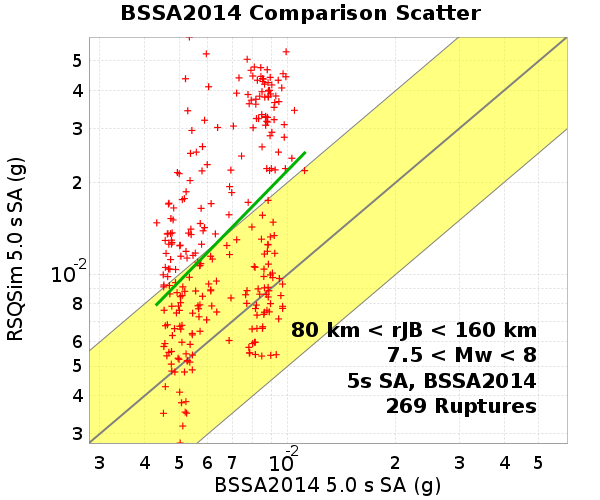 BSSA2014 Comparison Scatter
RSQSim 5.0 s SA (g)
5
4
3
2
10-2
8
6
5
4
3
80 km < rJB < 160 km
7.5 < Mw < 8
5s SA, BSSA2014
269 Ruptures
3 4 5 6 7 10-2 2 3 4 5
BSSA2014 5.0 s SA (g)